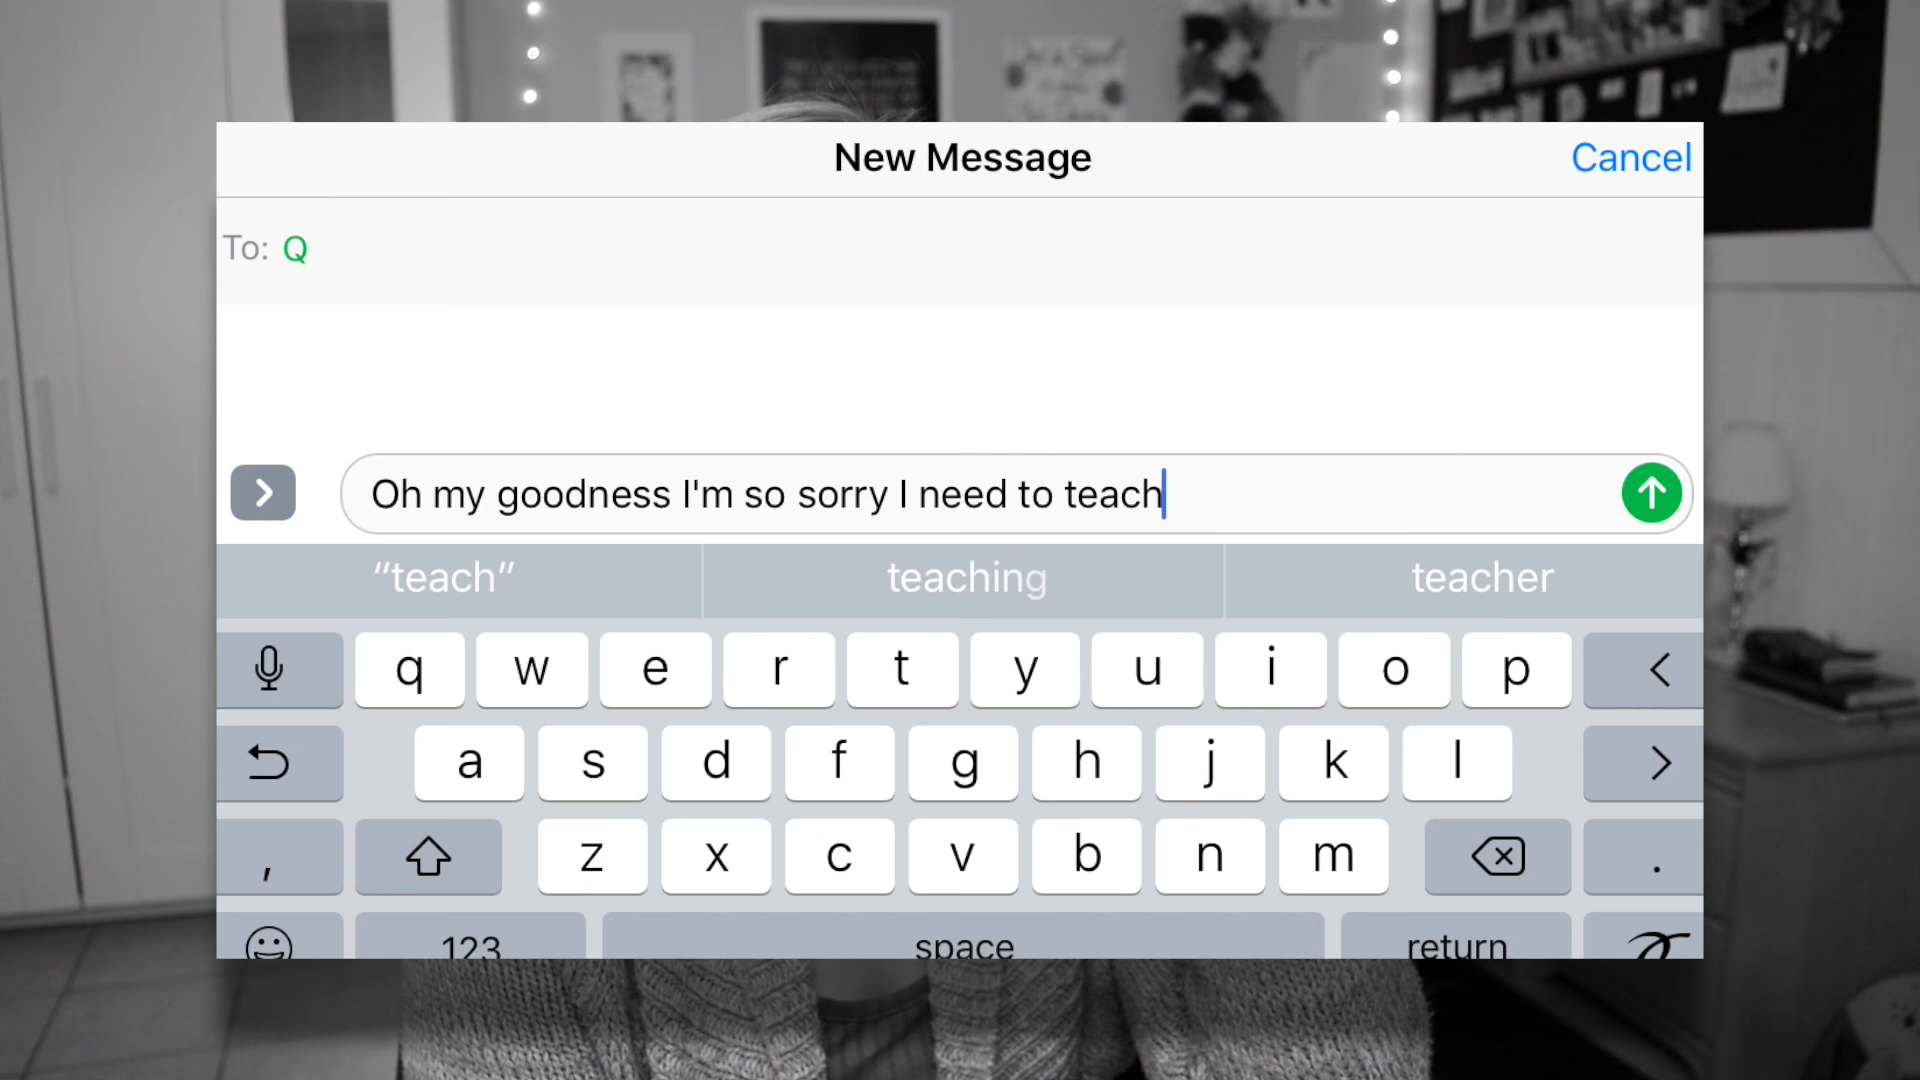 New Message
Cancel
To: Q
Oh my goodness I'm so sorry I need to teach
“teach” teaching teacher
q w e r t y u i o p
a s d f g h j k l
, z x c v b n m .
123 space return